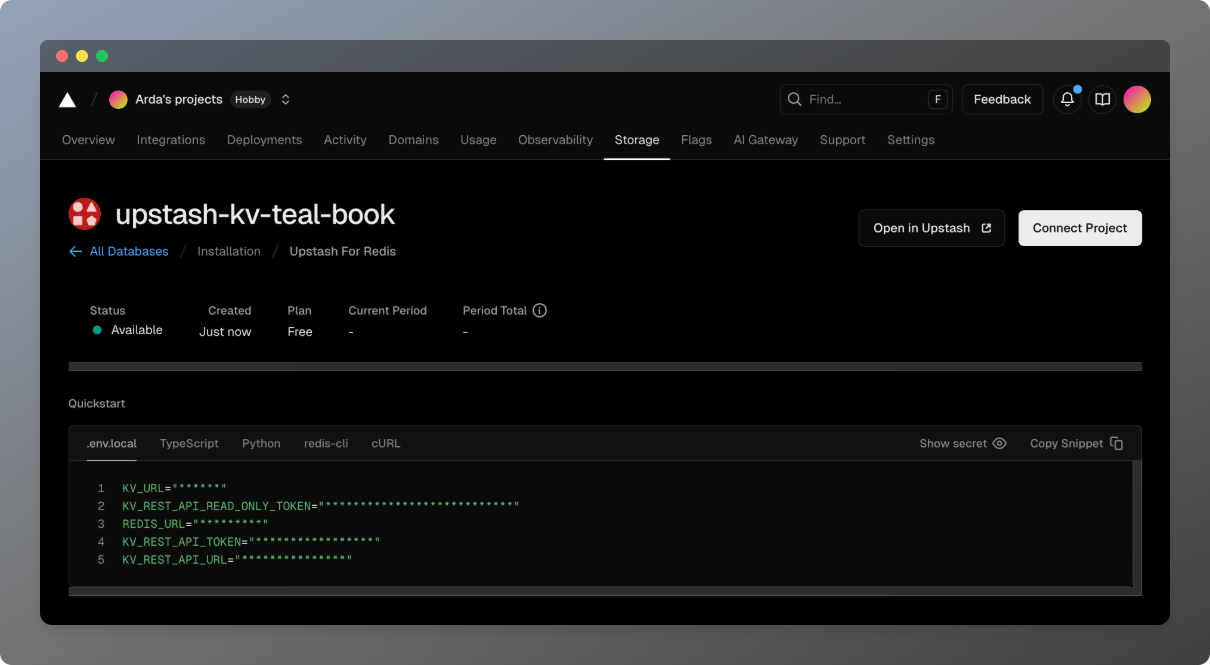 Arda's projects Hobby
Find... F
Feedback
Overview Integrations Deployments Activity Domains Usage Observability Storage Flags AI Gateway Support Settings
upstash-kv-teal-book
Open in Upstash
Connect Project
All Databases / Installation / Upstash For Redis
Status Created Plan Current Period Period Total
Available Just now Free - -
Quickstart
.env.local TypeScript Python redis-cli cURL Show secret Copy Snippet
1 KV_URL="*******"
2 KV_REST_API_READ_ONLY_TOKEN="***************************"
3 REDIS_URL="*********"
4 KV_REST_API_TOKEN="*****************"
5 KV_REST_API_URL="***************"